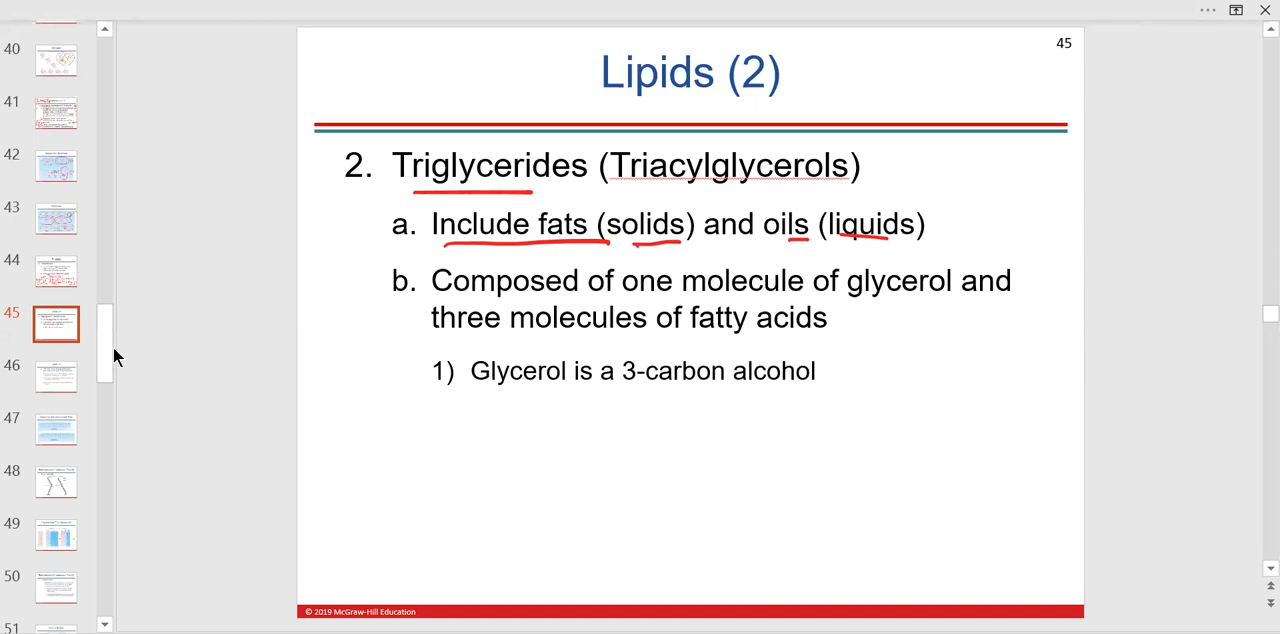 40
41
42
43
44
45
46
47
48
49
50
51
45
Lipids (2)
2. Triglycerides (Triacylglycerols)
a. Include fats (solids) and oils (liquids)
b. Composed of one molecule of glycerol and
three molecules of fatty acids
1) Glycerol is a 3-carbon alcohol
© 2019 McGraw-Hill Education